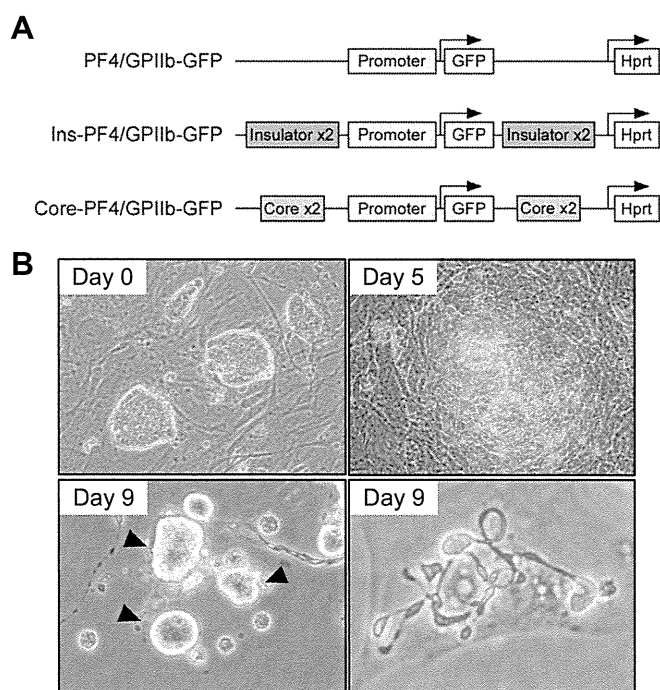 A
PF4/GPIIb-GFP Promoter GFP Hprt
Ins-PF4/GPIIb-GFP Insulator x2 Promoter GFP Insulator x2 Hprt
Core-PF4/GPIIb-GFP Core x2 Promoter GFP Core x2 Hprt
B
Day 0 Day 5
Day 9 Day 9